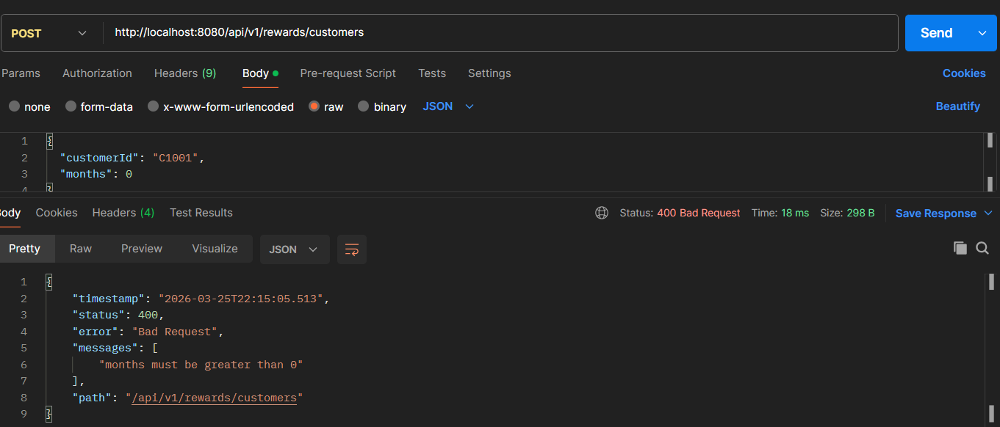 POST http://localhost:8080/api/v1/rewards/customers Send
Params Authorization Headers (9) Body Pre-request Script Tests Settings Cookies
none form-data x-www-form-urlencoded raw binary JSON Beautify
1 {
2 "customerId": "C1001",
3 "months": 0
4 }
ody Cookies Headers (4) Test Results Status: 400 Bad Request Time: 18 ms Size: 298 B Save Response
Pretty Raw Preview Visualize JSON
1 {
2 "timestamp": "2026-03-25T22:15:05.513",
3 "status": 400,
4 "error": "Bad Request",
5 "messages": [
6 "months must be greater than 0"
7 ],
8 "path": "/api/v1/rewards/customers"
9 }